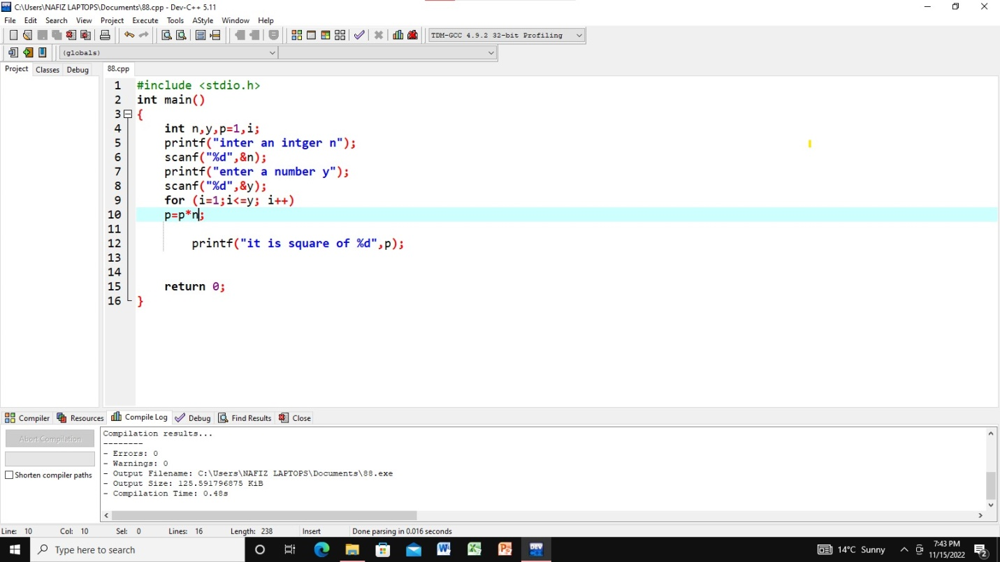 C:\Users\NAFIZ LAPTOPS\Documents\88.cpp - Dev-C++ 5.11
File Edit Search View Project Execute Tools AStyle Window Help
TDM-GCC 4.9.2 32-bit Profiling
(globals)
Project Classes Debug 88.cpp
1 #include <stdio.h>
2 int main()
3 {
4 int n,y,p=1,i;
5 printf("inter an intger n");
6 scanf("%d",&n);
7 printf("enter a number y");
8 scanf("%d",&y);
9 for (i=1;i<=y; i++)
10 p=p*n;
11
12 printf("it is square of %d",p);
13
14
15 return 0;
16 }
Compiler Resources Compile Log Debug Find Results Close
Abort Compilation
Shorten compiler paths
Compilation results...
--------
- Errors: 0
- Warnings: 0
- Output Filename: C:\Users\NAFIZ LAPTOPS\Documents\88.exe
- Output Size: 125.591796875 KiB
- Compilation Time: 0.48s
Line: 10 Col: 10 Sel: 0 Lines: 16 Length: 238 Insert Done parsing in 0.016 seconds
Type here to search
14°C Sunny
7:43 PM
11/15/2022
2